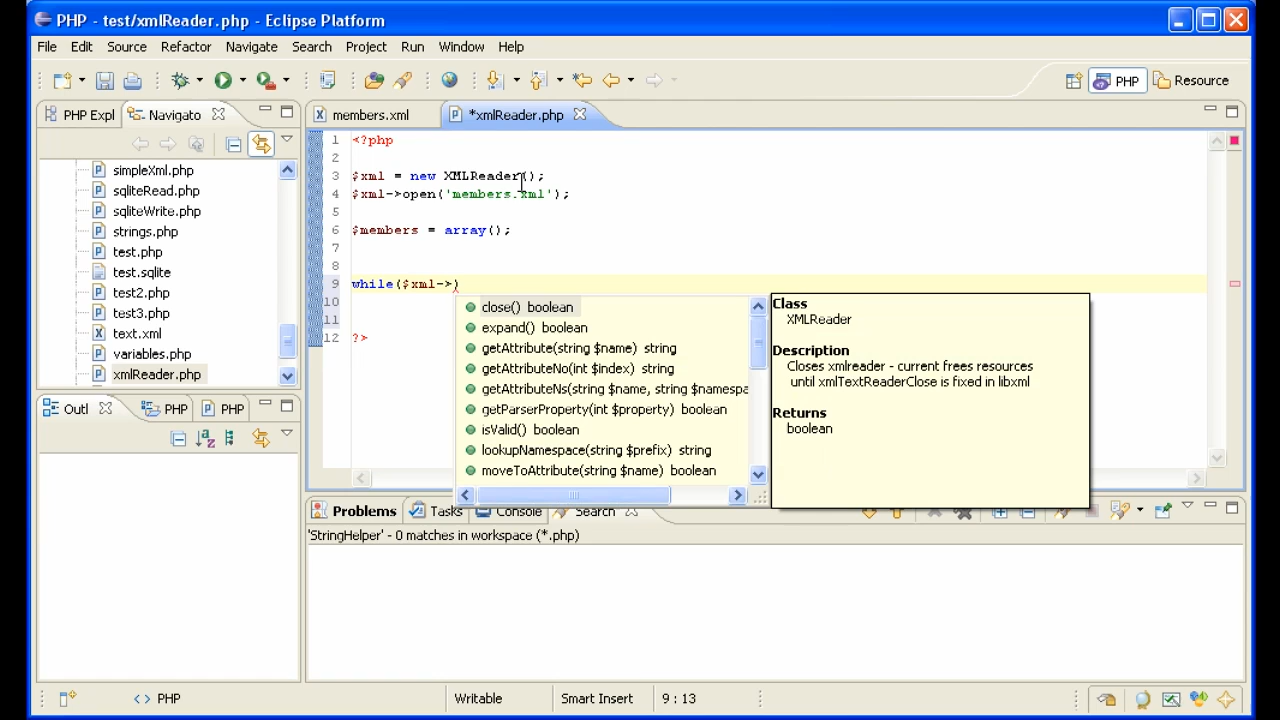 PHP - test/xmlReader.php - Eclipse Platform
File Edit Source Refactor Navigate Search Project Run Window Help
PHP Resource
PHP Expl Navigato
members.xml *xmlReader.php
simpleXml.php
sqliteRead.php
sqliteWrite.php
strings.php
test.php
test.sqlite
test2.php
test3.php
text.xml
variables.php
xmlReader.php
1 <?php
2
3 $xml = new XMLReader();
4 $xml->open('members.xml');
5
6 $members = array();
7
8
9 while($xml->)
10
11
12 ?>
close() boolean
expand() boolean
getAttribute(string $name) string
getAttributeNo(int $index) string
getAttributeNs(string $name, string $namespa
getParserProperty(int $property) boolean
isValid() boolean
lookupNamespace(string $prefix) string
moveToAttribute(string $name) boolean
Class
XMLReader
Description
Closes xmlreader - current frees resources
until xmlTextReaderClose is fixed in libxml
Returns
boolean
Outl PHP PHP
Problems Tasks Console Search
'StringHelper' - 0 matches in workspace (*.php)
<> PHP Writable Smart Insert 9 : 13